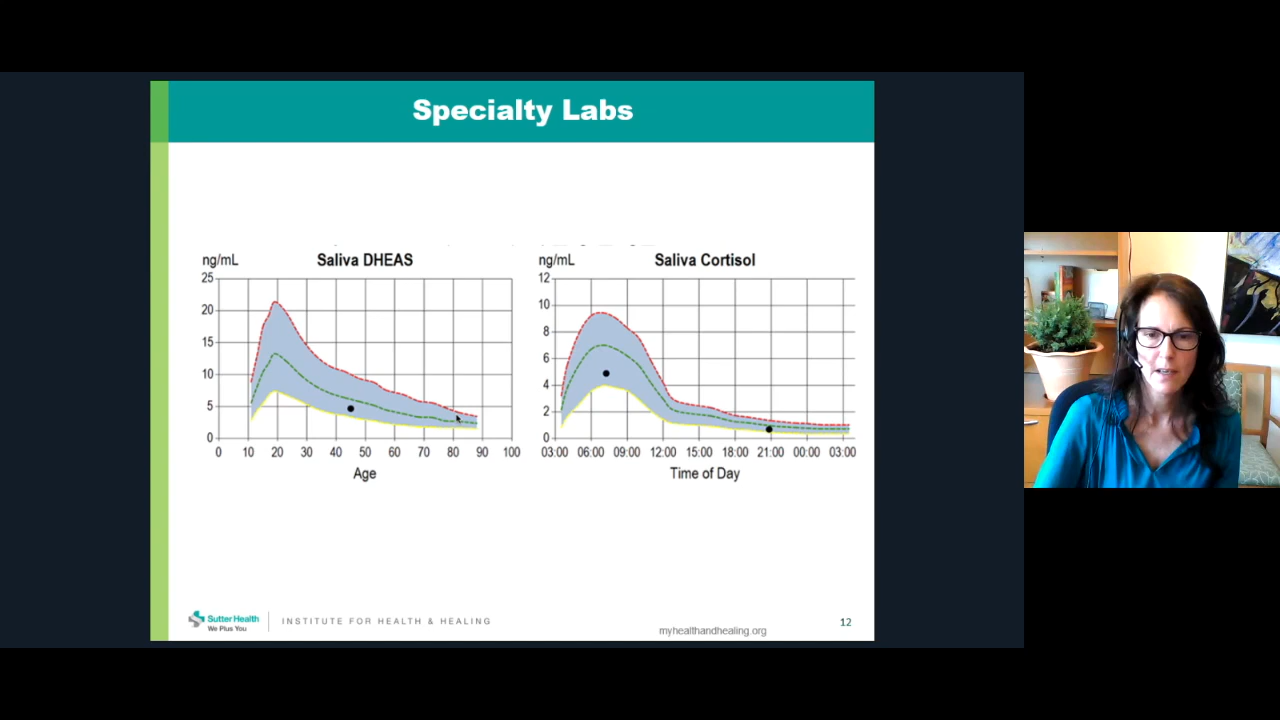 Specialty Labs
ng/mL Saliva DHEAS
25
20
15
10
5
0
0 10 20 30 40 50 60 70 80 90 100
Age
ng/mL Saliva Cortisol
12
10
8
6
4
2
0
03:00 06:00 09:00 12:00 15:00 18:00 21:00 00:00 03:00
Time of Day
Sutter Health
We Plus You
INSTITUTE FOR HEALTH & HEALING
myhealthandhealing.org
12